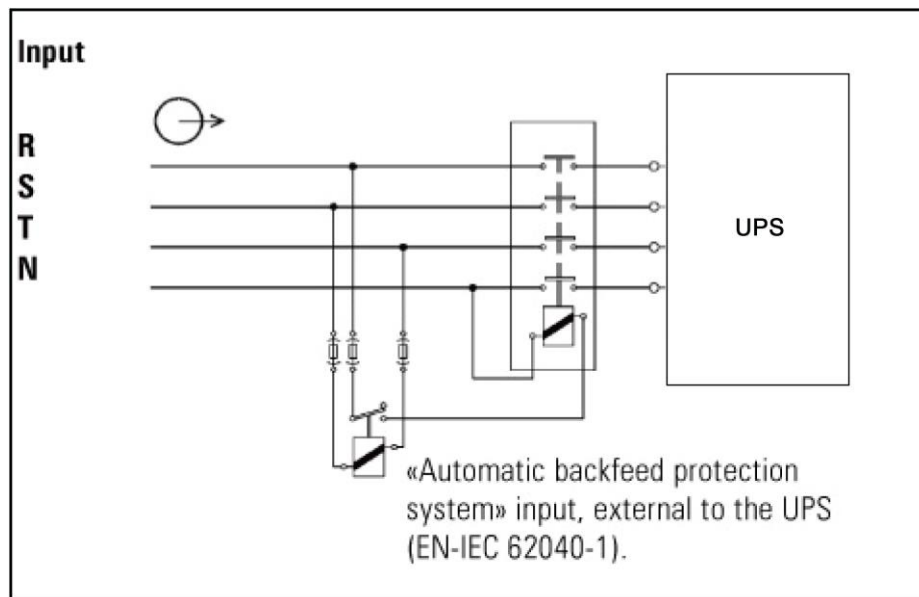 Input
R
S
T
N
UPS
«Automatic backfeed protection
system» input, external to the UPS
(EN-IEC 62040-1).